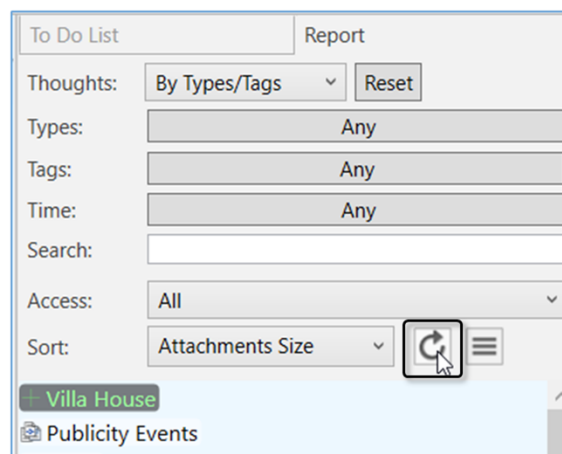 To Do List
Report
Thoughts: By Types/Tags Reset
Types: Any
Tags: Any
Time: Any
Search:
Access: All
Sort: Attachments Size
+ Villa House
Publicity Events